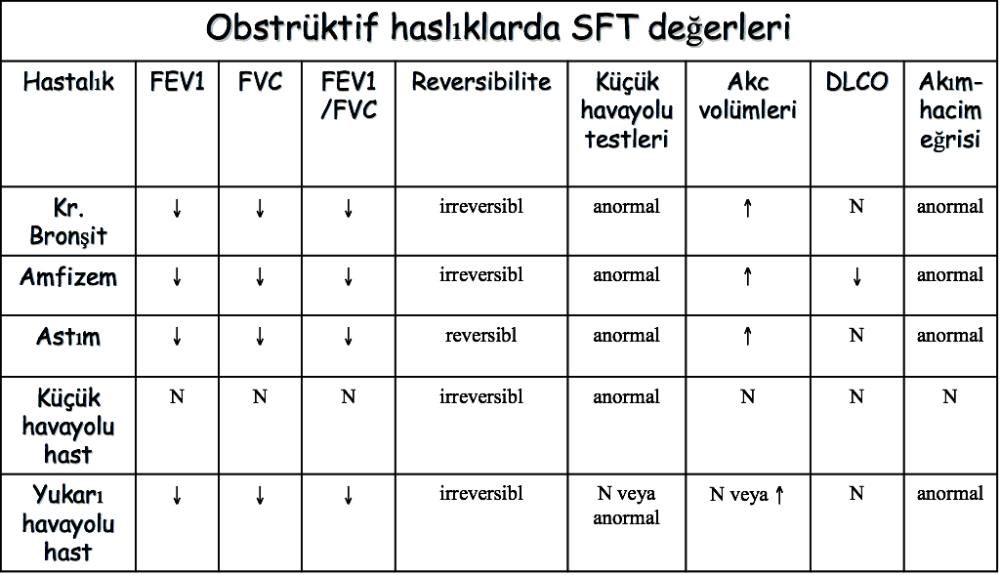 Obstrüktif haslıklarda SFT değerleri
Hastalık FEV1 FVC FEV1 /FVC Reversibilite Küçük havayolu testleri Akc volümleri DLCO Akım-hacim eğrisi
Kr. Bronşit ↓ ↓ ↓ irreversibl anormal ↑ N anormal
Amfizem ↓ ↓ ↓ irreversibl anormal ↑ ↓ anormal
Astım ↓ ↓ ↓ reversibl anormal ↑ N anormal
Küçük havayolu hast N N N irreversibl anormal N N N
Yukarı havayolu hast ↓ ↓ ↓ irreversibl N veya anormal N veya ↑ N anormal